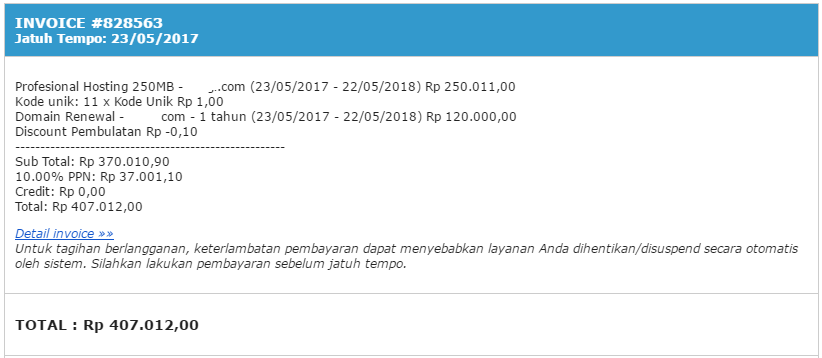 INVOICE #828563
Jatuh Tempo: 23/05/2017
Profesional Hosting 250MB - .com (23/05/2017 - 22/05/2018) Rp 250.011,00
Kode unik: 11 x Kode Unik Rp 1,00
Domain Renewal - com - 1 tahun (23/05/2017 - 22/05/2018) Rp 120.000,00
Discount Pembulatan Rp -0,10
------------------------------------------------------
Sub Total: Rp 370.010,90
10.00% PPN: Rp 37.001,10
Credit: Rp 0,00
Total: Rp 407.012,00
Detail invoice »»
Untuk tagihan berlangganan, keterlambatan pembayaran dapat menyebabkan layanan Anda dihentikan/disuspend secara otomatis
oleh sistem. Silahkan lakukan pembayaran sebelum jatuh tempo.
TOTAL : Rp 407.012,00